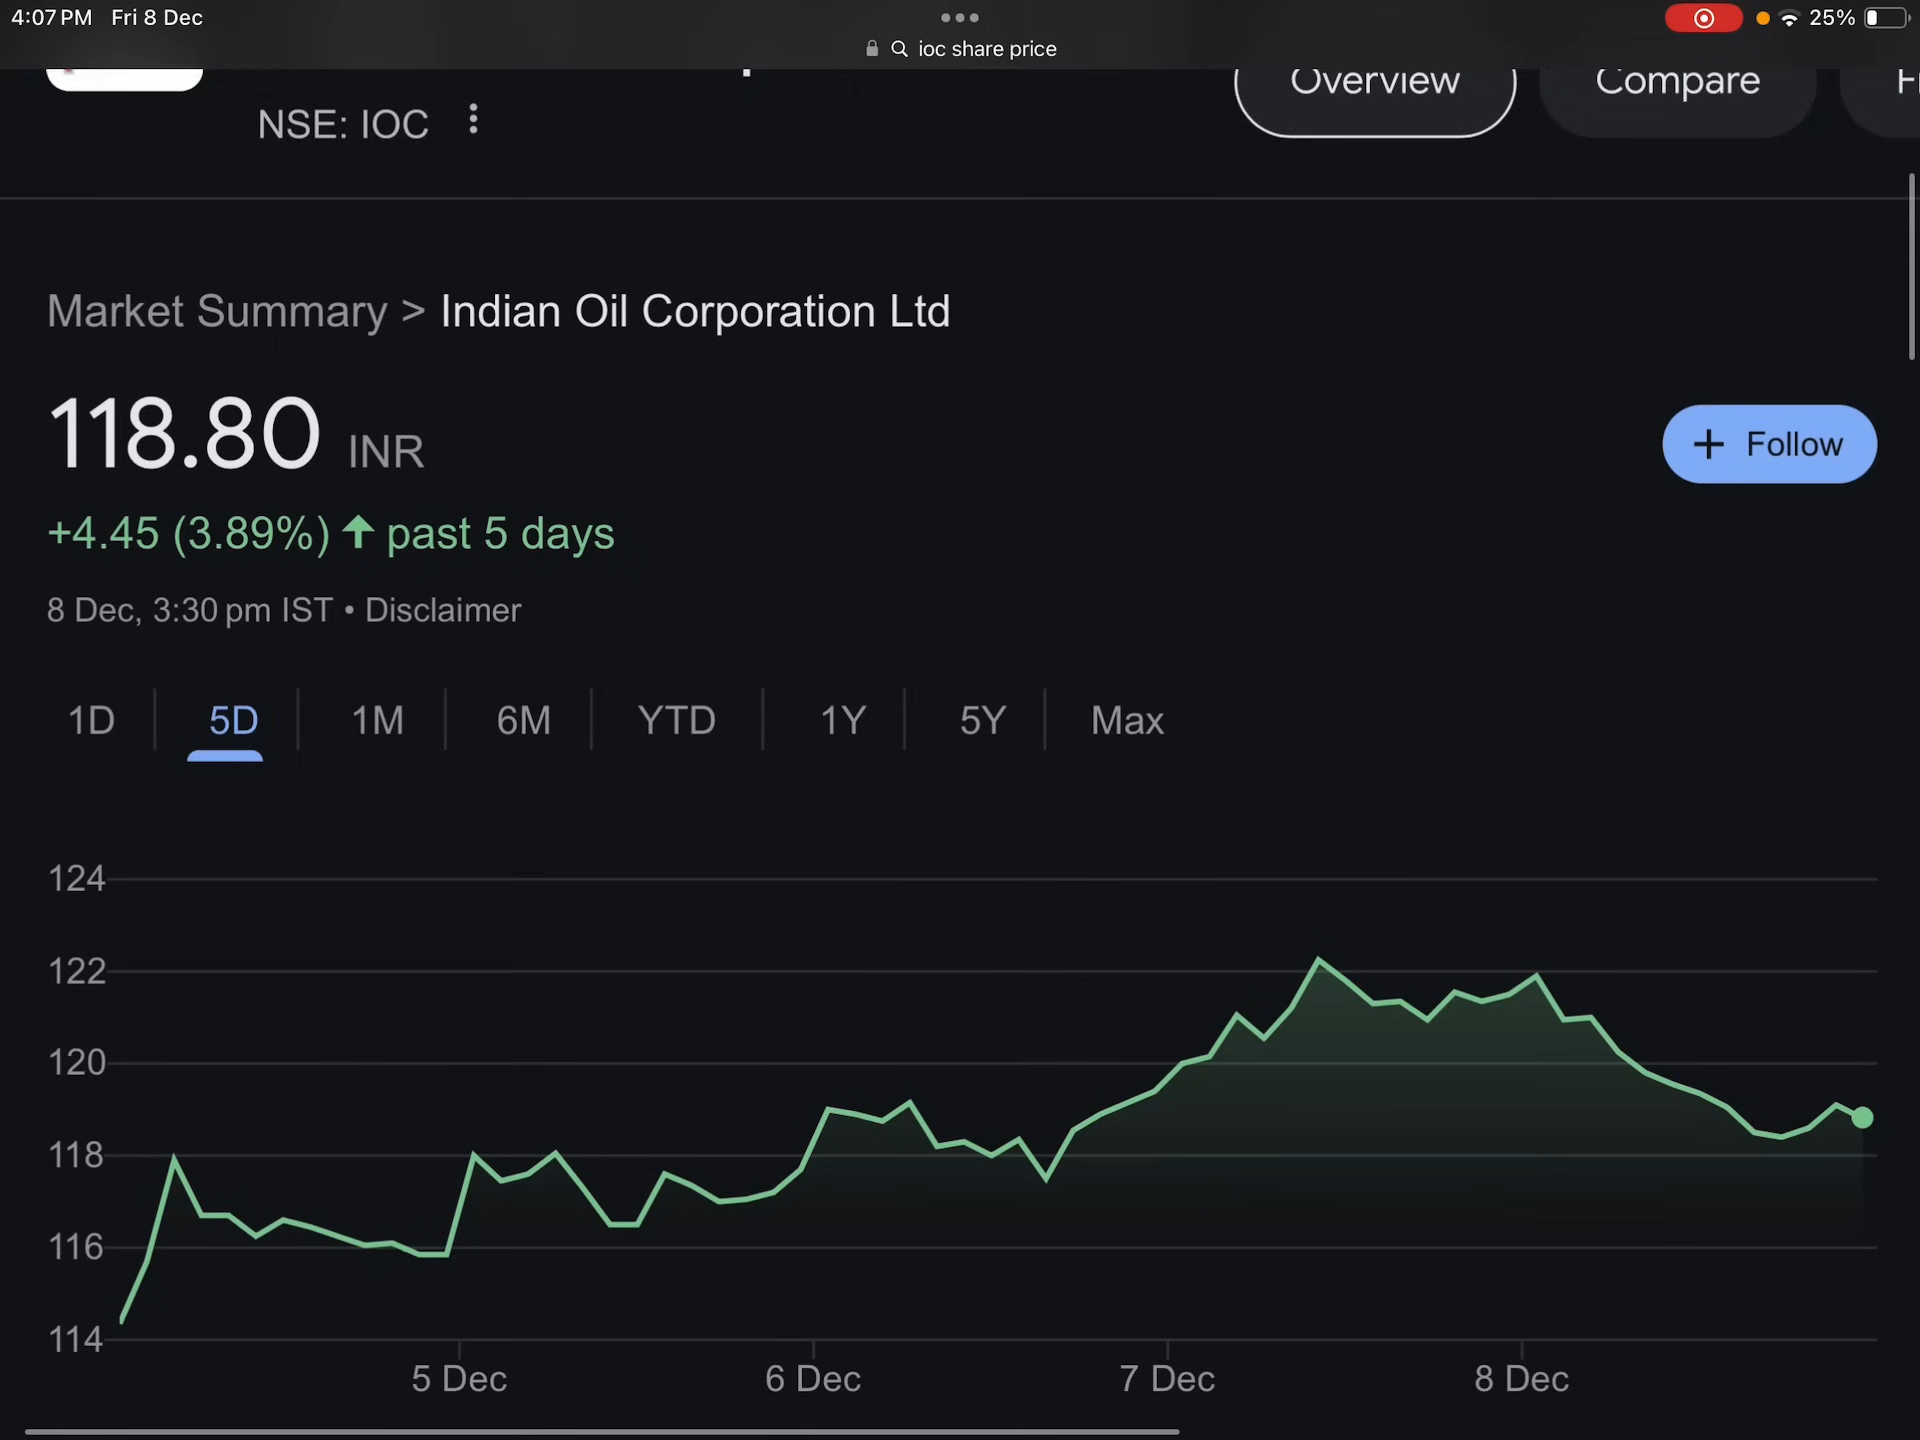 4:07 PM Fri 8 Dec
25%
ioc share price
NSE: IOC
Overview
Compare
Market Summary > Indian Oil Corporation Ltd
118.80 INR
+ Follow
+4.45 (3.89%) ↑ past 5 days
8 Dec, 3:30 pm IST • Disclaimer
1D 5D 1M 6M YTD 1Y 5Y Max
124
122
120
118
116
114
5 Dec 6 Dec 7 Dec 8 Dec